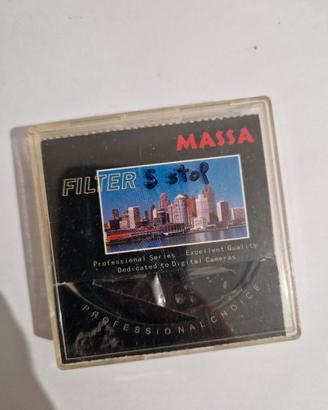 MASSA
FILTER 5 stop
Professional Series Excellent Quality
Dedicated to Digital Cameras
PROFESSIONAL CHOICE